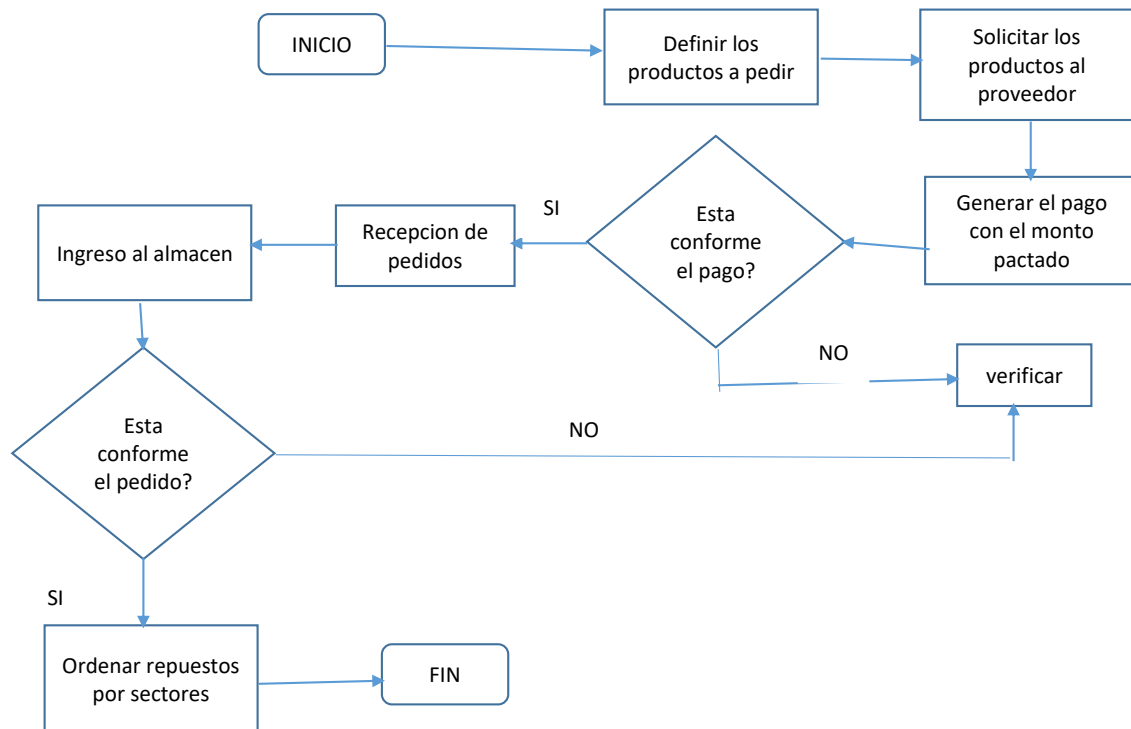 INICIO
Definir los
productos a pedir
Solicitar los
productos al
proveedor
Generar el pago
con el monto
pactado
Esta
conforme
el pago?
SI
Recepcion de
pedidos
Ingreso al almacen
NO
verificar
Esta
conforme
el pedido?
NO
SI
Ordenar repuestos
por sectores
FIN